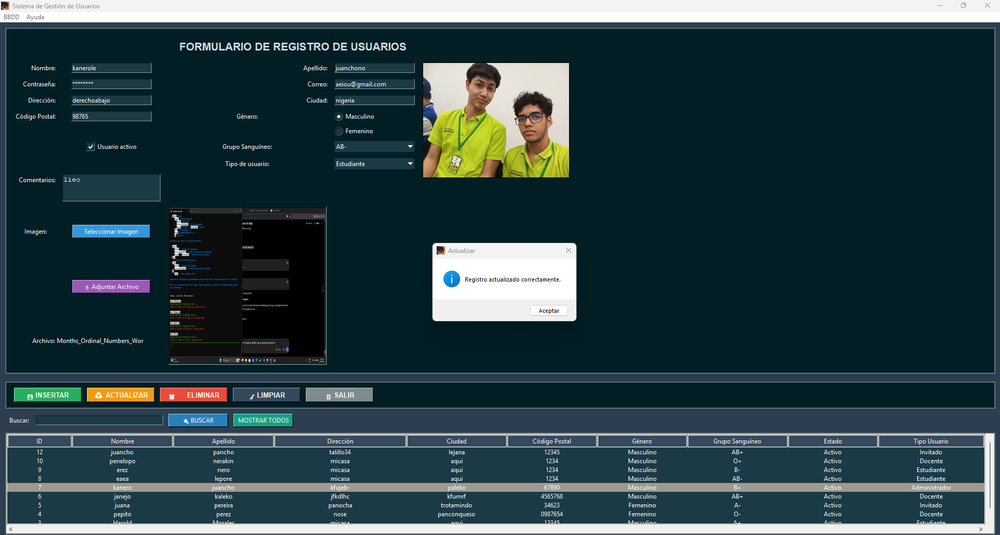 Sistema de Gestión de Usuarios
BBDD Ayuda
FORMULARIO DE REGISTRO DE USUARIOS
Nombre: kanerole Apellido: juanchono
Contraseña: ******** Correo: aeiou@gmail.com
Dirección: derechoabajo Ciudad: nigeria
Código Postal: 98765 Género: Masculino
Femenino
Usuario activo Grupo Sanguíneo: AB-
Tipo de usuario: Estudiante
Comentarios: lieo
Imagen: Seleccionar Imagen
Adjuntar Archivo
Archivo: Months_Ordinal_Numbers_Wor
Actualizar
Registro actualizado correctamente.
Aceptar
INSERTAR ACTUALIZAR ELIMINAR LIMPIAR SALIR
Buscar: BUSCAR MOSTRAR TODOS
ID Nombre Apellido Dirección Ciudad Código Postal Género Grupo Sanguíneo Estado Tipo Usuario
12 juancho pancho talillo34 lejana 12345 Masculino AB+ Activo Invitado
10 penelopo nerakin micasa aqui 1234 Masculino O+ Activo Docente
9 erez nero micasa aqui 1234 Masculino B- Activo Estudiante
8 eaea lepore micasa aqui 1234 Masculino AB- Activo Estudiante
7 kanero juancho kfujeb- paleko 67890 Masculino B+ Activo Administrador
6 janejo kaleko jfkdlhc kfumrf 4565768 Masculino AB+ Activo Docente
5 juana pereira panocha trotamindo 34623 Femenino A- Activo Invitado
4 pepito perez nose panconqueso 0987654 Femenino O- Activo Docente
3 Harold Morales micasa aqui 12345 Masculino A+ Activo Estudiante